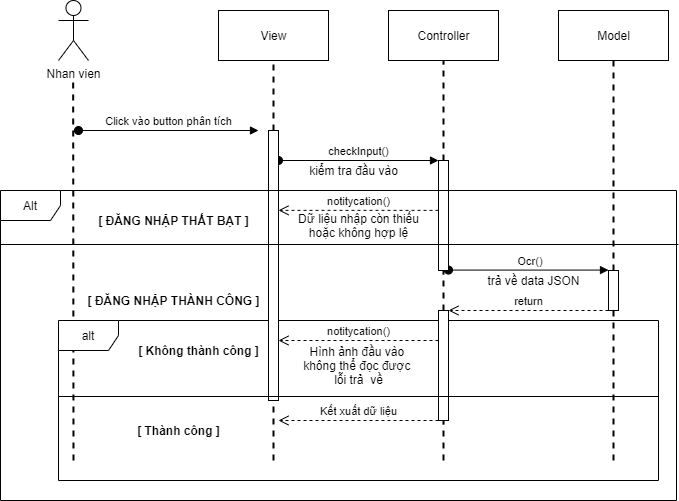 View
Controller
Model
Nhan vien
Click vào button phân tích
checkInput()
kiểm tra đầu vào
Alt
notitycation()
[ ĐĂNG NHẬP THẤT BẠT ]
Dữ liệu nhập còn thiếu
hoặc không hợp lệ
Ocr()
trả về data JSON
[ ĐĂNG NHẬP THÀNH CÔNG ]
return
alt
notitycation()
[ Không thành công ]
Hình ảnh đầu vào
không thể đọc được
lỗi trả về
Kết xuất dữ liệu
[ Thành công ]